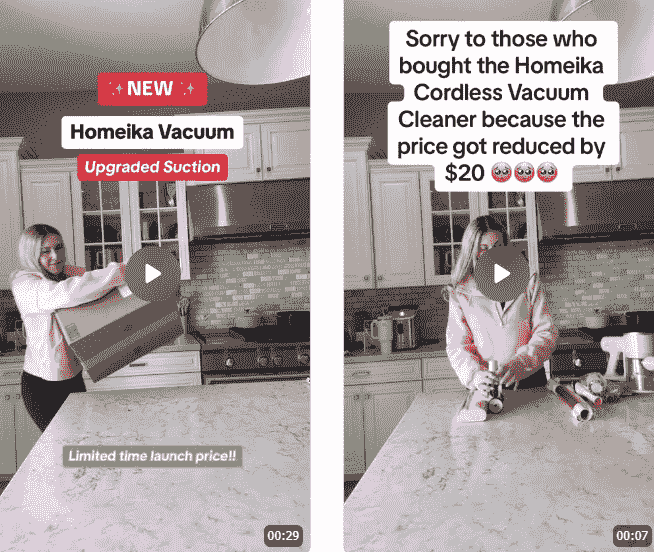 ✨ NEW ✨
Homeika Vacuum
Upgraded Suction
Limited time launch price!!
00:29
Sorry to those who
bought the Homeika
Cordless Vacuum
Cleaner because the
price got reduced by
$20 🥺🥺🥺
00:07